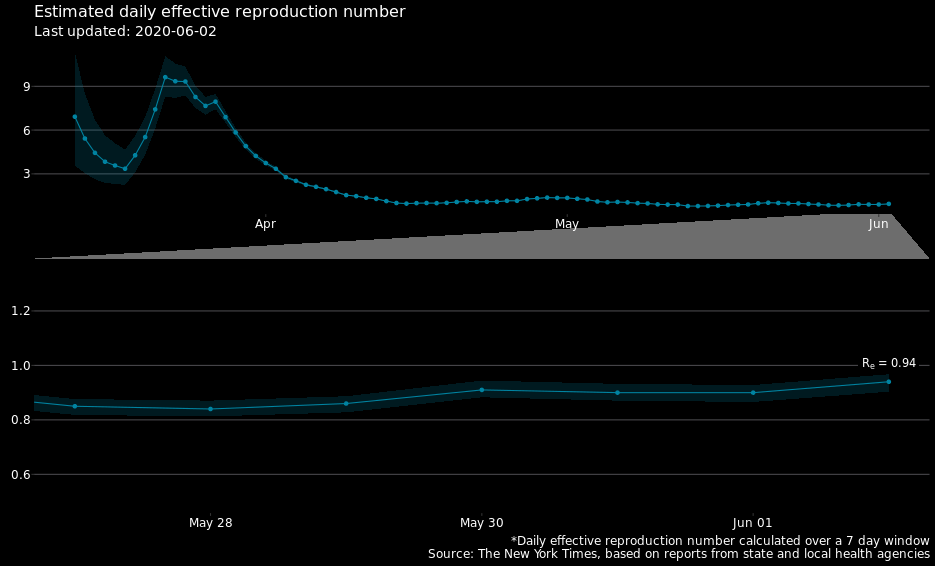 Estimated daily effective reproduction number
Last updated: 2020-06-02
9
6
3
Apr
May
Jun
1.2
1.0
Rₑ = 0.94
0.8
0.6
May 28
May 30
Jun 01
*Daily effective reproduction number calculated over a 7 day window
Source: The New York Times, based on reports from state and local health agencies